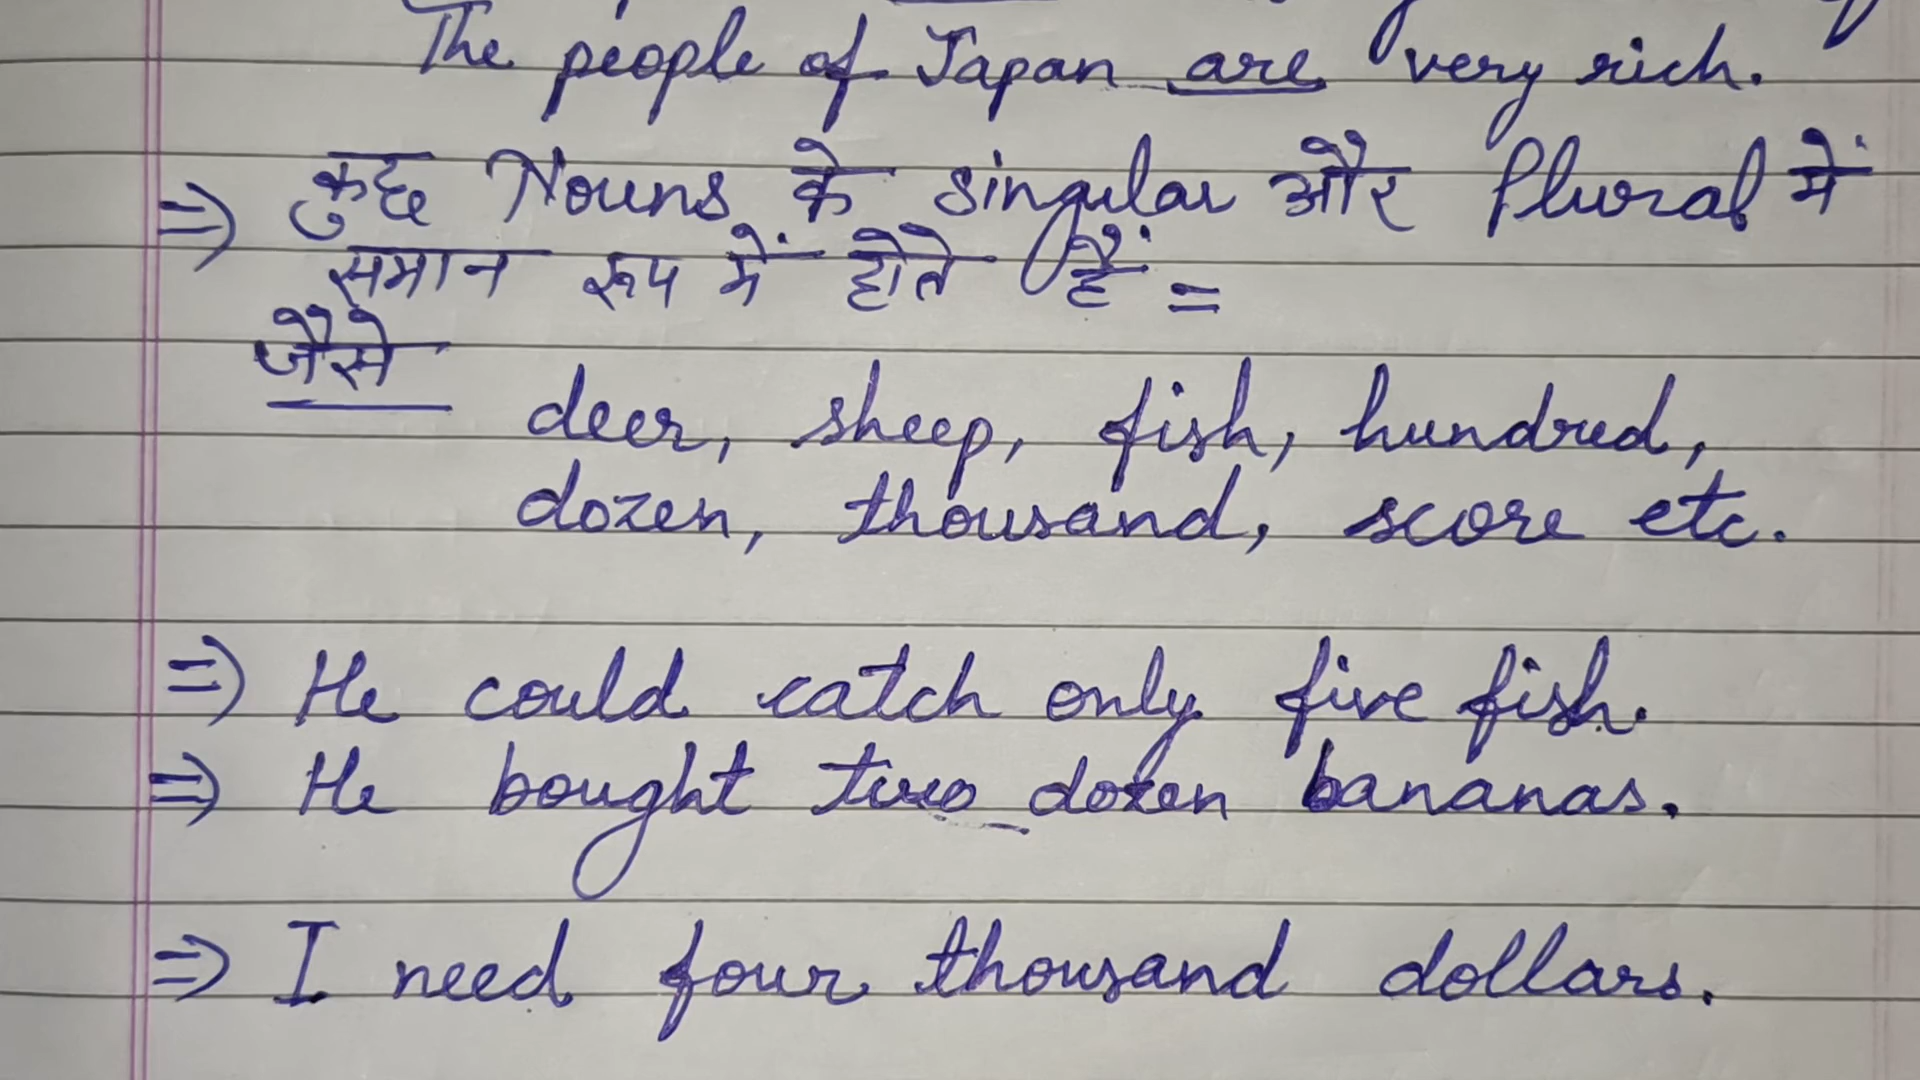 The people of Japan are very rich.
=> कुछ Nouns के singular और Plural में
समान रूप में होते हैं =
जैसे
deer, sheep, fish, hundred,
dozen, thousand, score etc.
=> He could catch only five fish.
=> He bought two dozen bananas.
=> I need four thousand dollars.